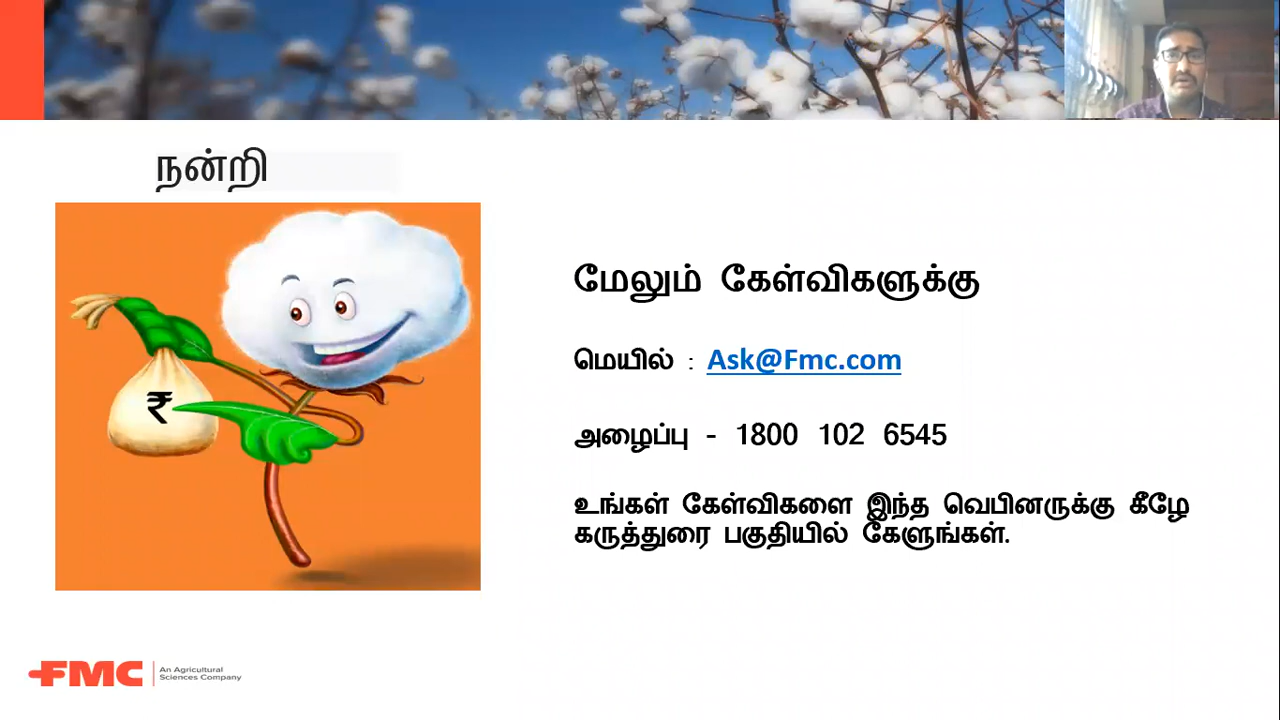 நன்றி
₹
மேலும் கேள்விகளுக்கு
மெயில் : Ask@Fmc.com
அழைப்பு - 1800 102 6545
உங்கள் கேள்விகளை இந்த வெபினருக்கு கீழே
கருத்துரை பகுதியில் கேளுங்கள்.
FMC
An Agricultural
Sciences Company